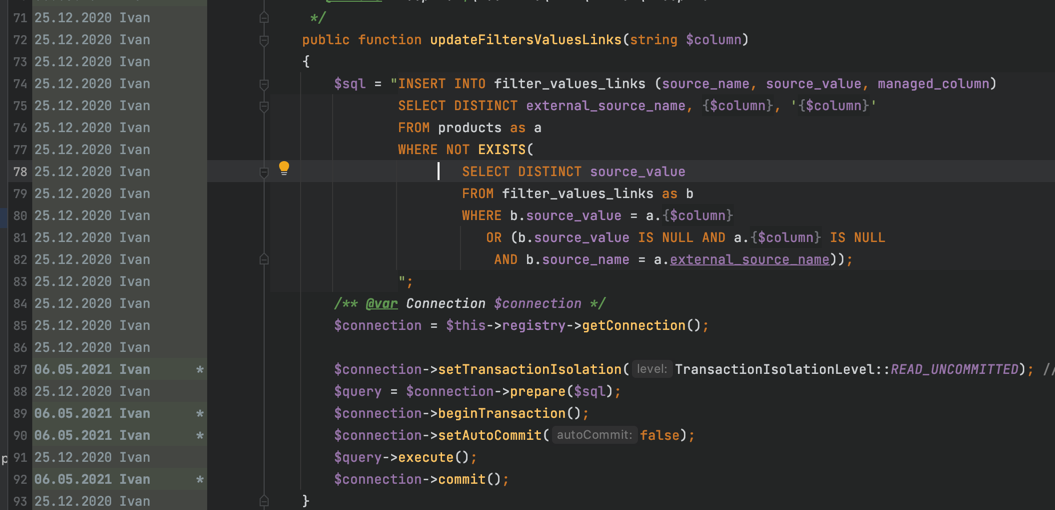 71 25.12.2020 Ivan */
72 25.12.2020 Ivan public function updateFiltersValuesLinks(string $column)
73 25.12.2020 Ivan {
74 25.12.2020 Ivan $sql = "INSERT INTO filter_values_links (source_name, source_value, managed_column)
75 25.12.2020 Ivan SELECT DISTINCT external_source_name, {$column}, '{$column}'
76 25.12.2020 Ivan FROM products as a
77 25.12.2020 Ivan WHERE NOT EXISTS(
78 25.12.2020 Ivan SELECT DISTINCT source_value
79 25.12.2020 Ivan FROM filter_values_links as b
80 25.12.2020 Ivan WHERE b.source_value = a.{$column}
81 25.12.2020 Ivan OR (b.source_value IS NULL AND a.{$column} IS NULL
82 25.12.2020 Ivan AND b.source_name = a.external_source_name));
83 25.12.2020 Ivan ";
84 25.12.2020 Ivan /** @var Connection $connection */
85 25.12.2020 Ivan $connection = $this->registry->getConnection();
86 25.12.2020 Ivan
87 06.05.2021 Ivan * $connection->setTransactionIsolation( level: TransactionIsolationLevel::READ_UNCOMMITTED); //
88 25.12.2020 Ivan $query = $connection->prepare($sql);
89 06.05.2021 Ivan * $connection->beginTransaction();
90 06.05.2021 Ivan * $connection->setAutoCommit( autoCommit: false);
91 25.12.2020 Ivan $query->execute();
92 06.05.2021 Ivan * $connection->commit();
93 25.12.2020 Ivan }